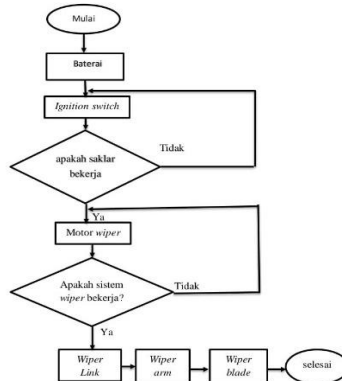 Mulai
Baterai
Ignition switch
apakah saklar
bekerja
Tidak
Ya
Motor wiper
Apakah sistem
wiper bekerja?
Tidak
Ya
Wiper
Link
Wiper
arm
Wiper
blade
selesai